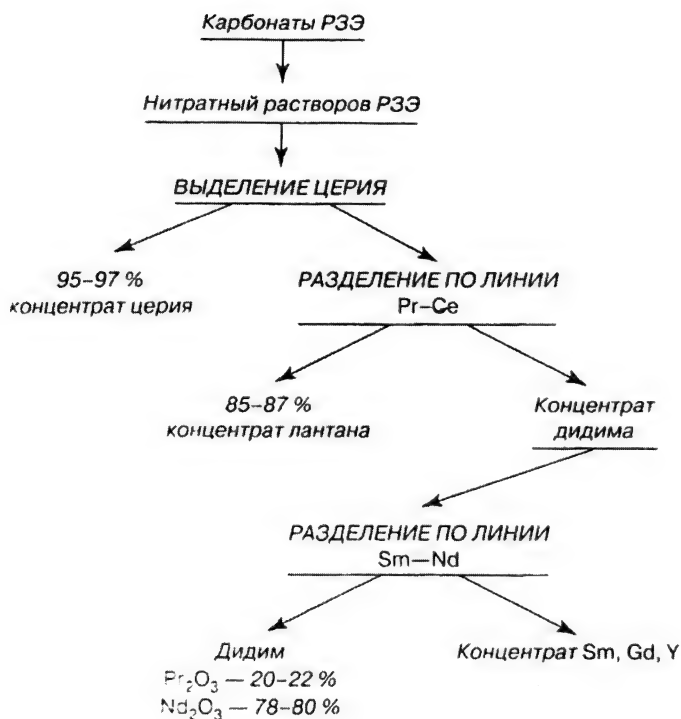 Карбонаты РЗЭ
Нитратный растворов РЗЭ
ВЫДЕЛЕНИЕ ЦЕРИЯ
95–97 %
концентрат церия
РАЗДЕЛЕНИЕ ПО ЛИНИИ
Pr–Ce
85–87 %
концентрат лантана
Концентрат
дидима
РАЗДЕЛЕНИЕ ПО ЛИНИИ
Sm—Nd
Дидим
Pr₂O₃ — 20–22 %
Nd₂O₃ — 78–80 %
Концентрат Sm, Gd, Y